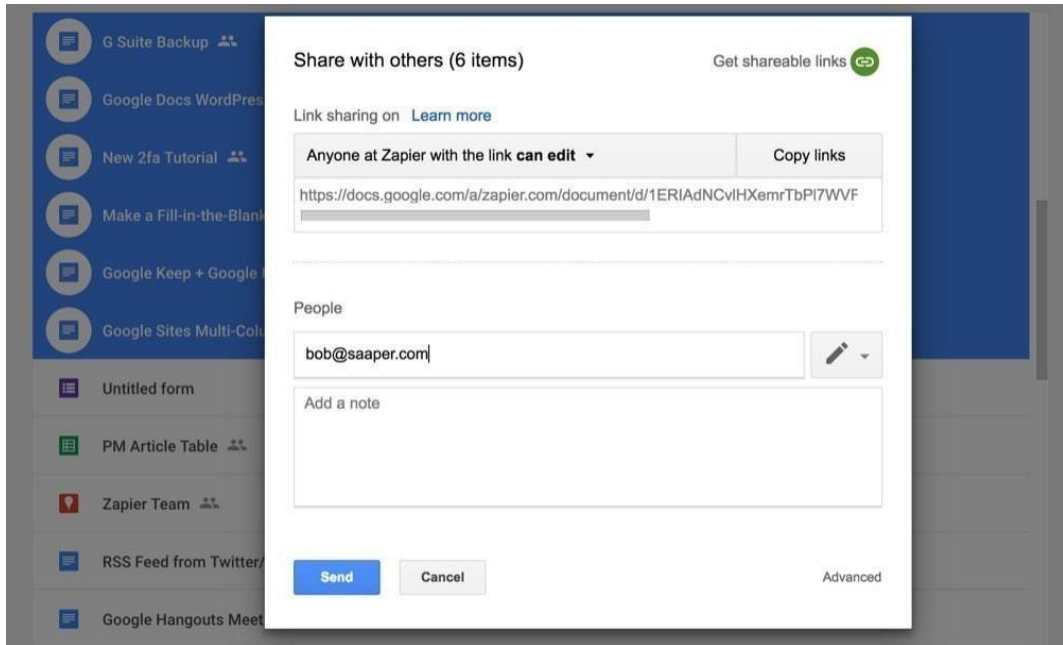 G Suite Backup
Google Docs WordPres
New 2fa Tutorial
Make a Fill-in-the-Blank
Google Keep + Google
Google Sites Multi-Colu
Untitled form
PM Article Table
Zapier Team
RSS Feed from Twitter/
Google Hangouts Meet
Share with others (6 items)
Get shareable links
Link sharing on Learn more
Anyone at Zapier with the link can edit
Copy links
https://docs.google.com/a/zapier.com/document/d/1ERIAdNCvlHXemrTbPl7WVF
People
bob@saaper.com
Add a note
Send
Cancel
Advanced